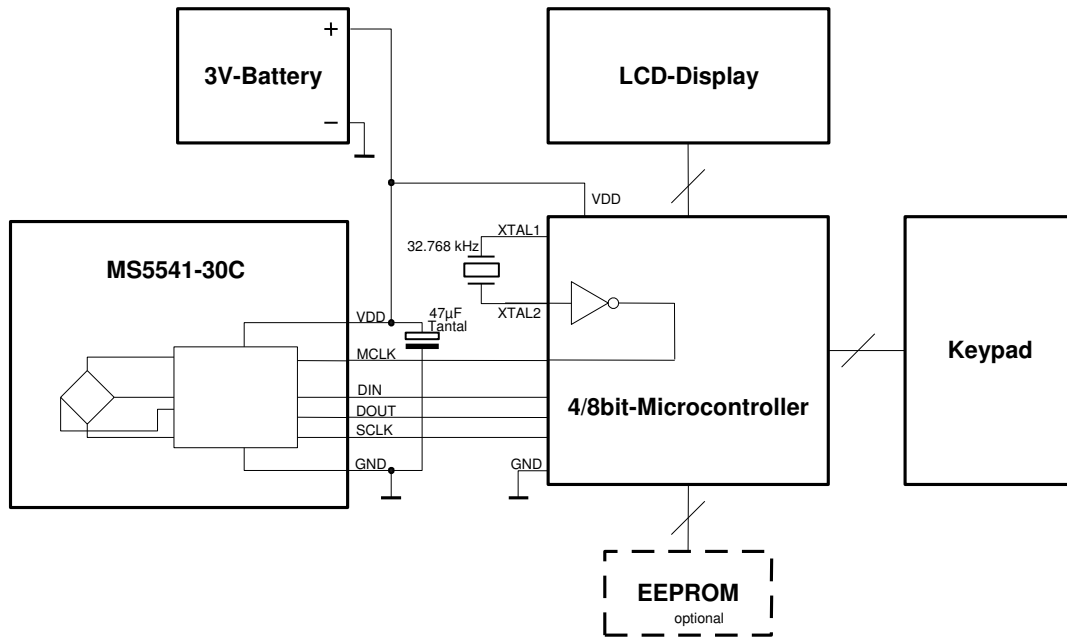 +
3V-Battery
−
LCD-Display
VDD
XTAL1
32.768 kHz
XTAL2
MS5541-30C
VDD
47µF
Tantal
MCLK
DIN
DOUT
SCLK
GND
4/8bit-Microcontroller
GND
Keypad
EEPROM
optional